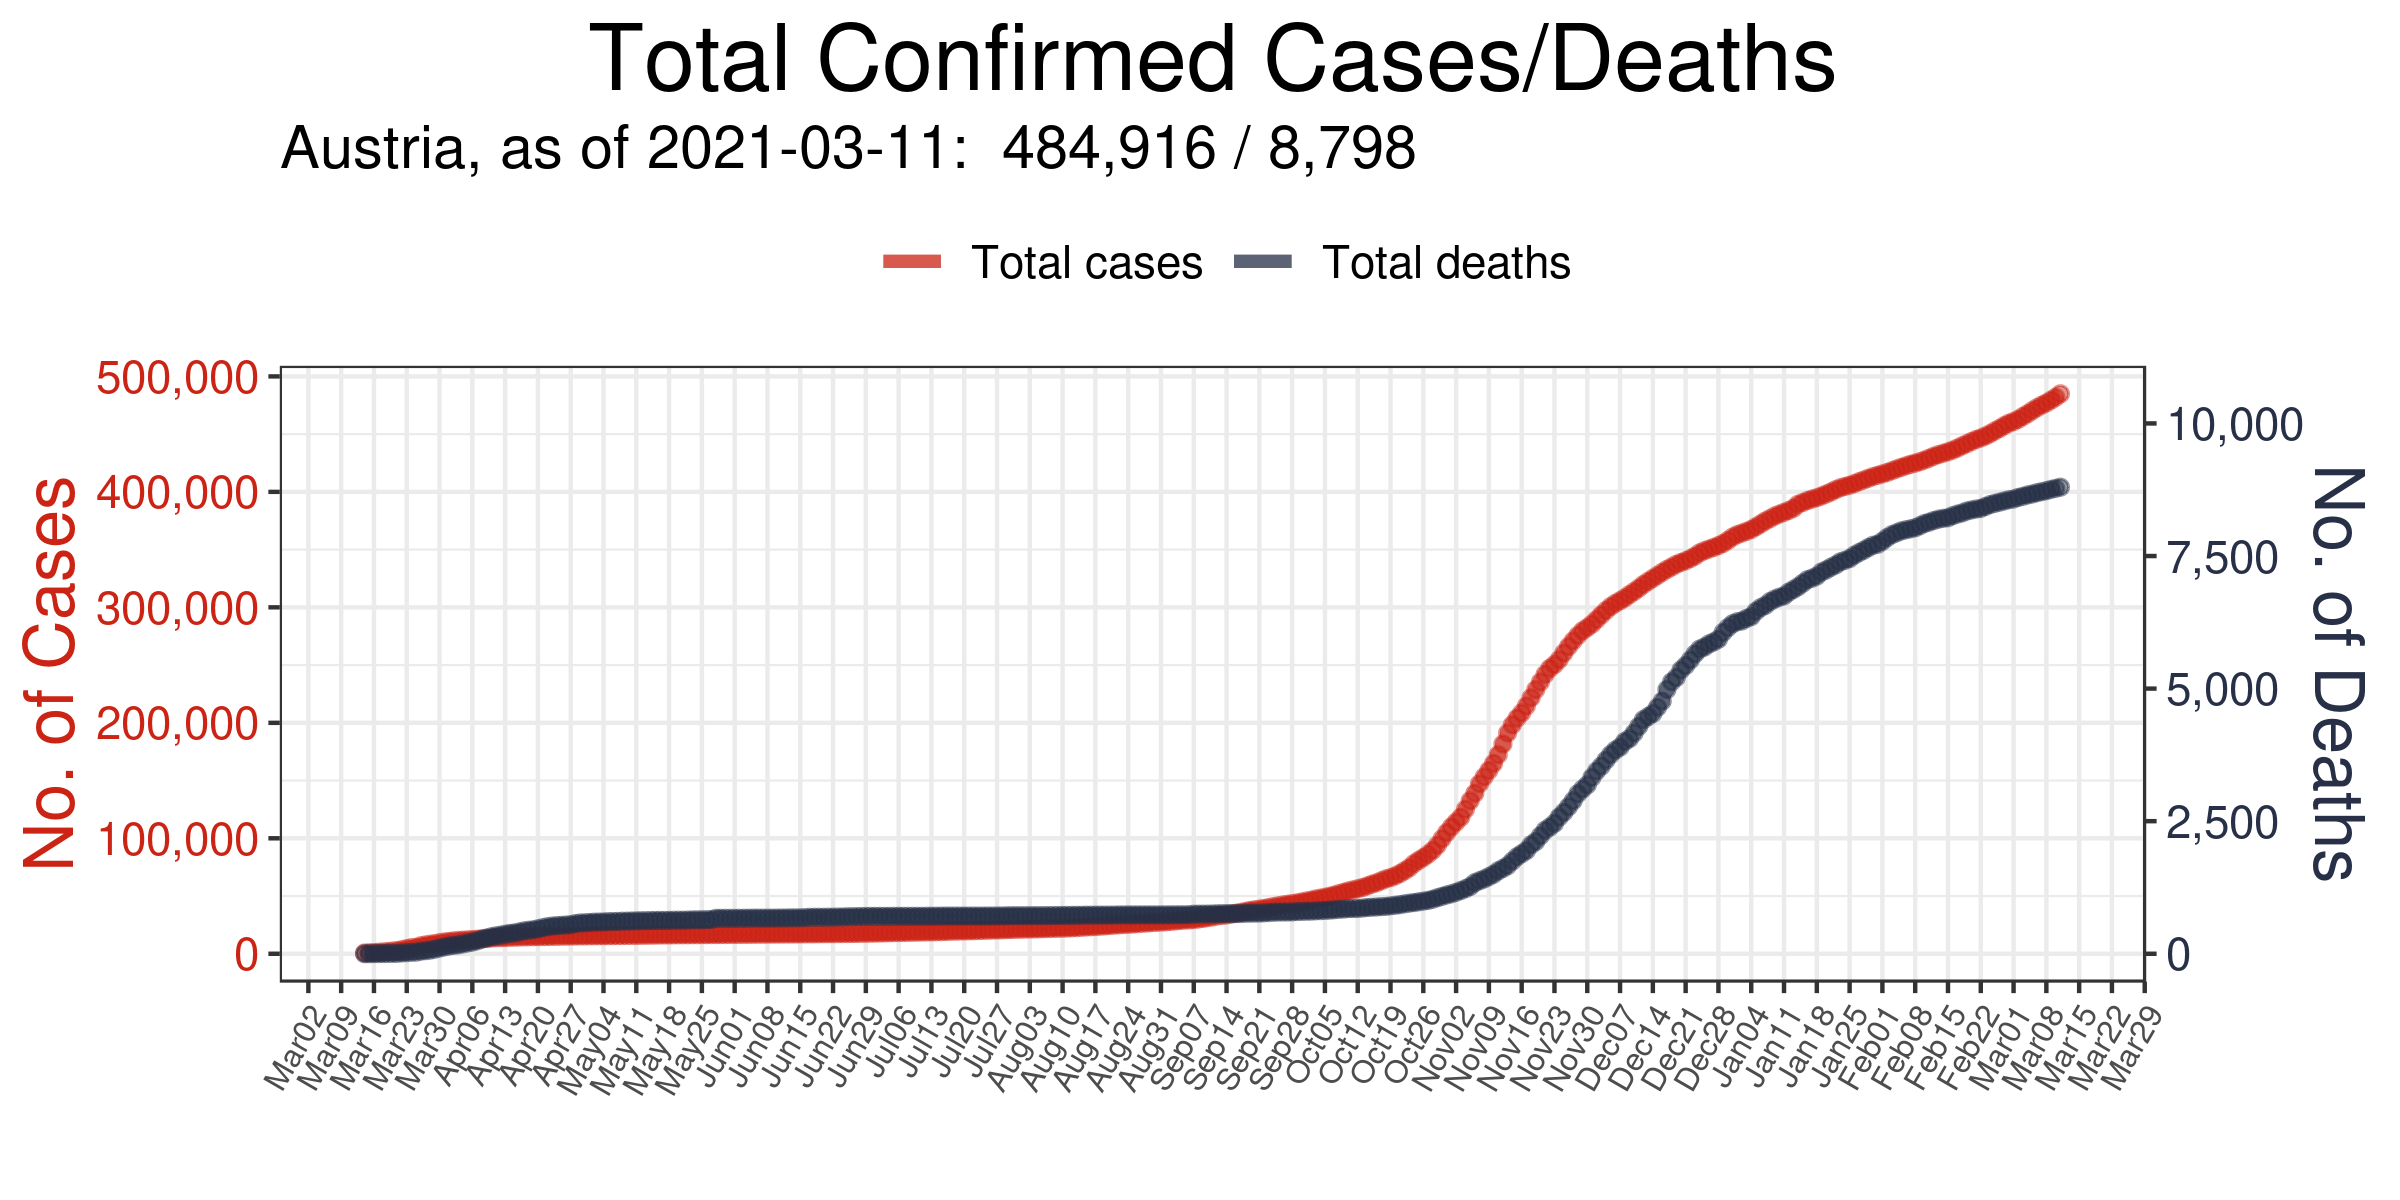 Total Confirmed Cases/Deaths
Austria, as of 2021-03-11:  484,916 / 8,798
Total cases
Total deaths
No. of Cases
500,000
400,000
300,000
200,000
100,000
0
10,000
7,500
5,000
2,500
0
No. of Deaths
Mar02
Mar09
Mar16
Mar23
Mar30
Apr06
Apr13
Apr20
Apr27
May04
May11
May18
May25
Jun01
Jun08
Jun15
Jun22
Jun29
Jul06
Jul13
Jul20
Jul27
Aug03
Aug10
Aug17
Aug24
Aug31
Sep07
Sep14
Sep21
Sep28
Oct05
Oct12
Oct19
Oct26
Nov02
Nov09
Nov16
Nov23
Nov30
Dec07
Dec14
Dec21
Dec28
Jan04
Jan11
Jan18
Jan25
Feb01
Feb08
Feb15
Feb22
Mar01
Mar08
Mar15
Mar22
Mar29